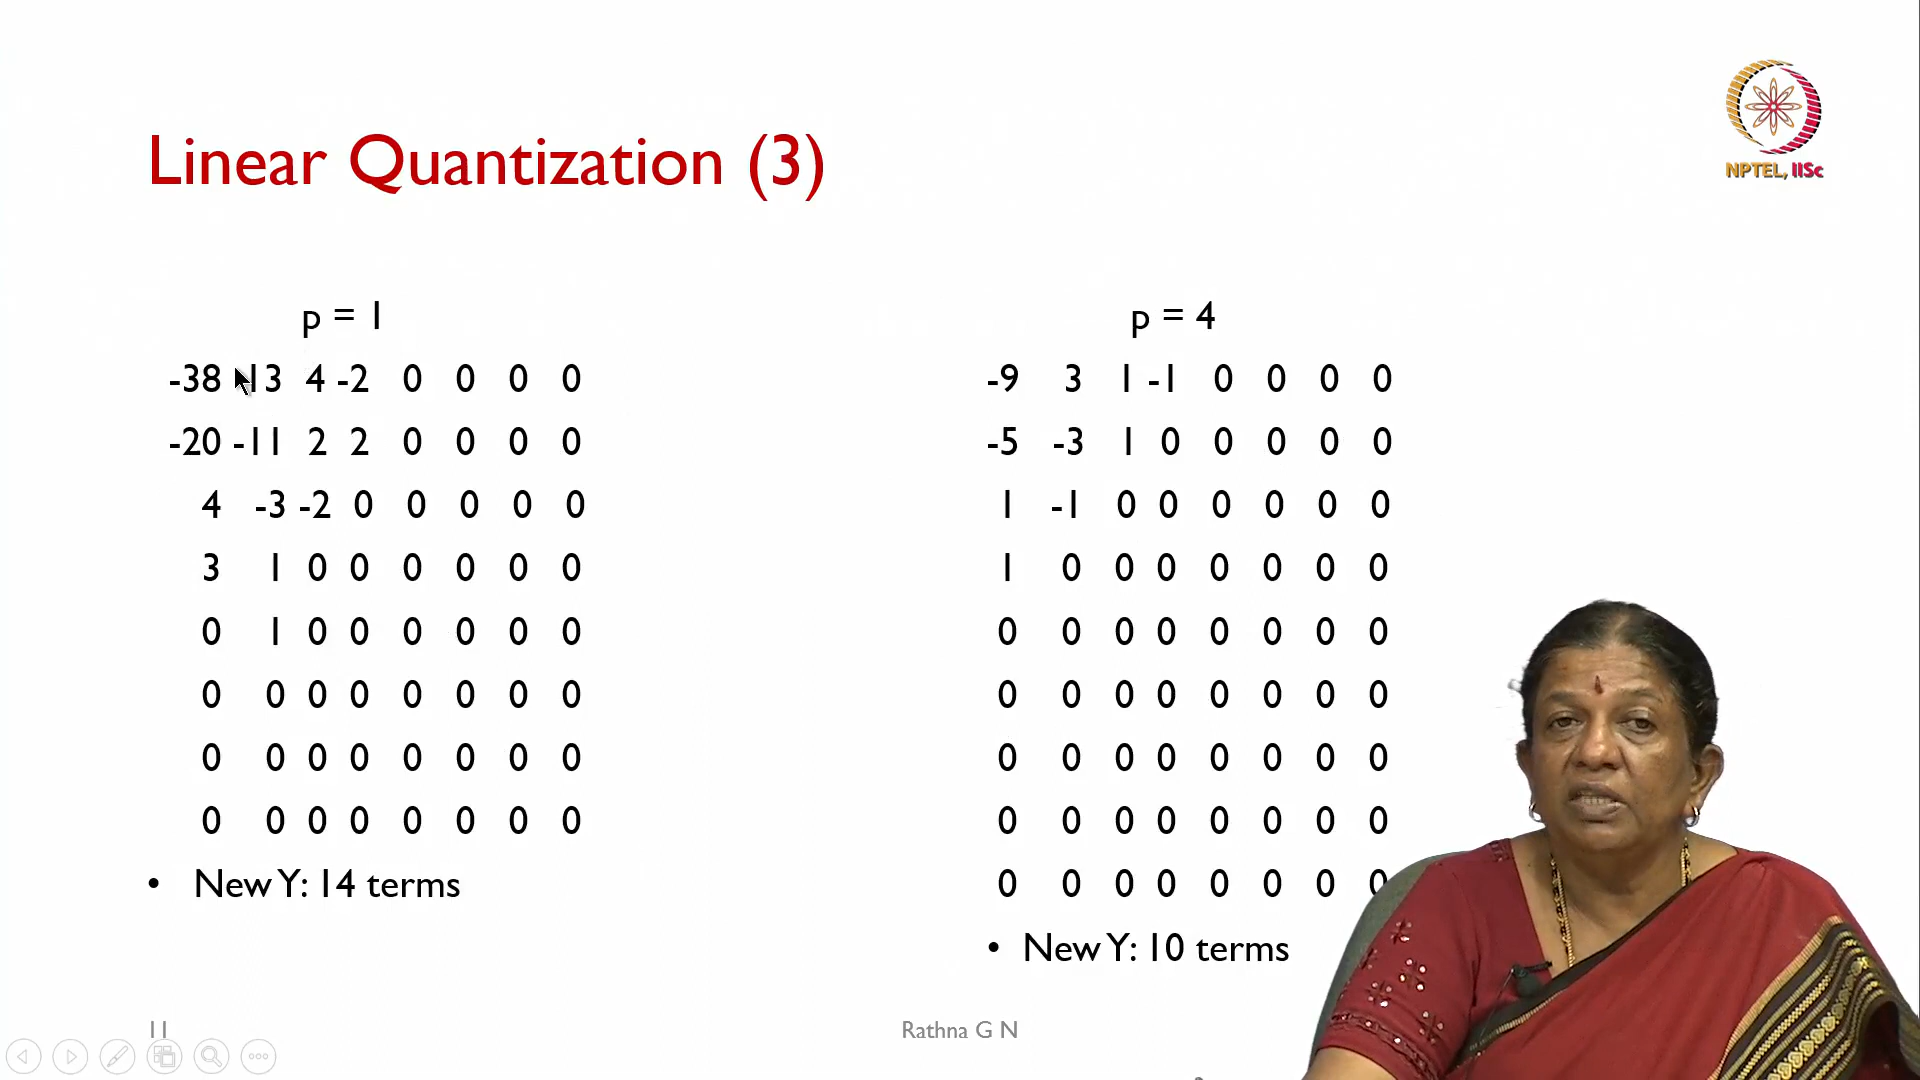 NPTEL, IISc
Linear Quantization (3)
p = 1
-38 13 4 -2 0 0 0 0
-20 -11 2 2 0 0 0 0
4 -3 -2 0 0 0 0 0
3 1 0 0 0 0 0 0
0 1 0 0 0 0 0 0
0 0 0 0 0 0 0 0
0 0 0 0 0 0 0 0
0 0 0 0 0 0 0 0
• New Y: 14 terms
p = 4
-9 3 1 -1 0 0 0 0
-5 -3 1 0 0 0 0 0
1 -1 0 0 0 0 0 0
1 0 0 0 0 0 0 0
0 0 0 0 0 0 0 0
0 0 0 0 0 0 0 0
0 0 0 0 0 0 0 0
0 0 0 0 0 0 0 0
0 0 0 0 0 0 0 0
• New Y: 10 terms
11
Rathna G N